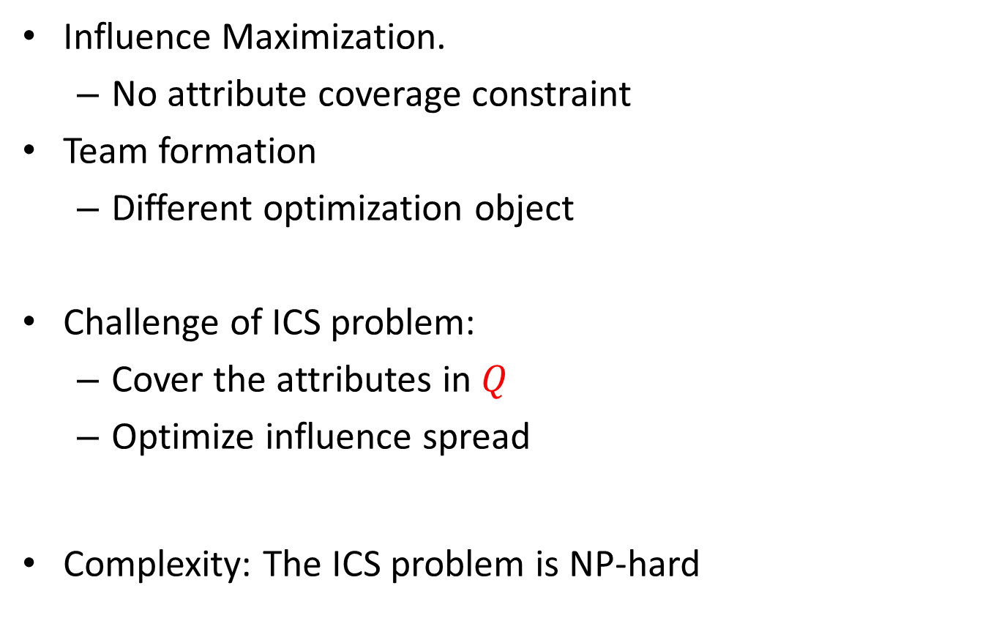 • Influence Maximization.
– No attribute coverage constraint
• Team formation
– Different optimization object
• Challenge of ICS problem:
– Cover the attributes in Q
– Optimize influence spread
• Complexity: The ICS problem is NP-hard